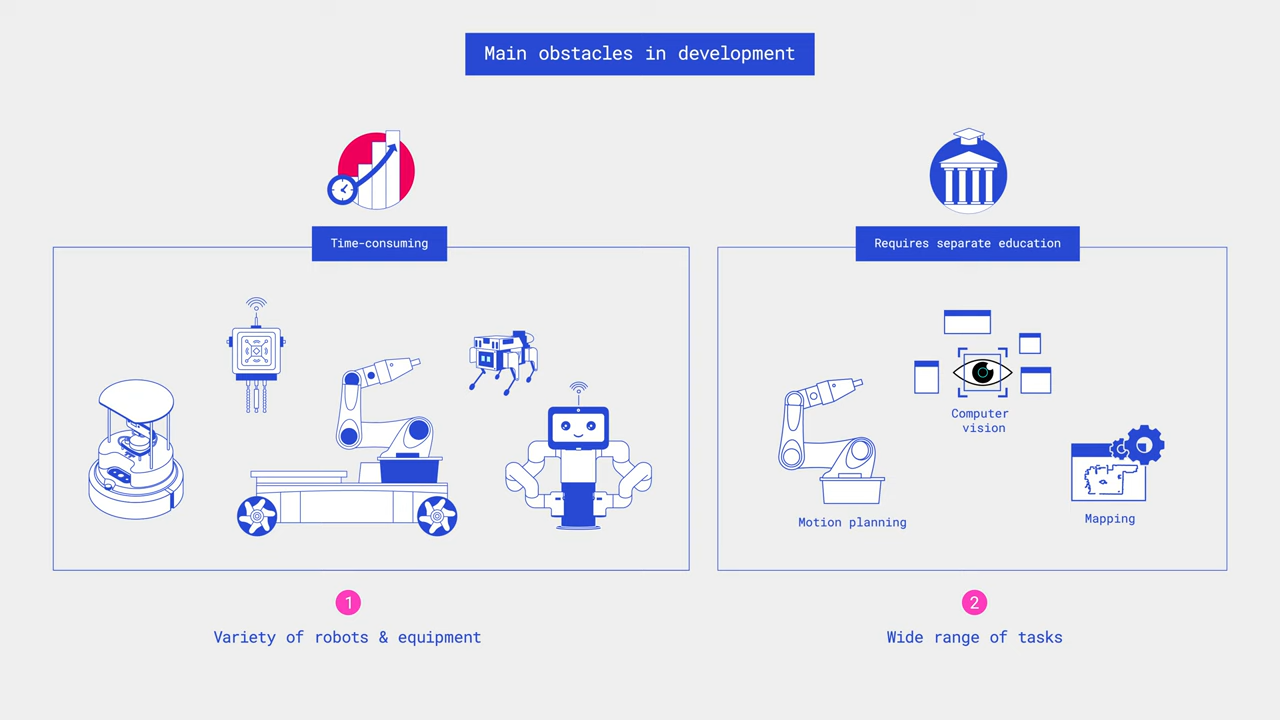 Main obstacles in development
Time-consuming
Requires separate education
Computer
vision
Motion planning
Mapping
1
Variety of robots & equipment
2
Wide range of tasks